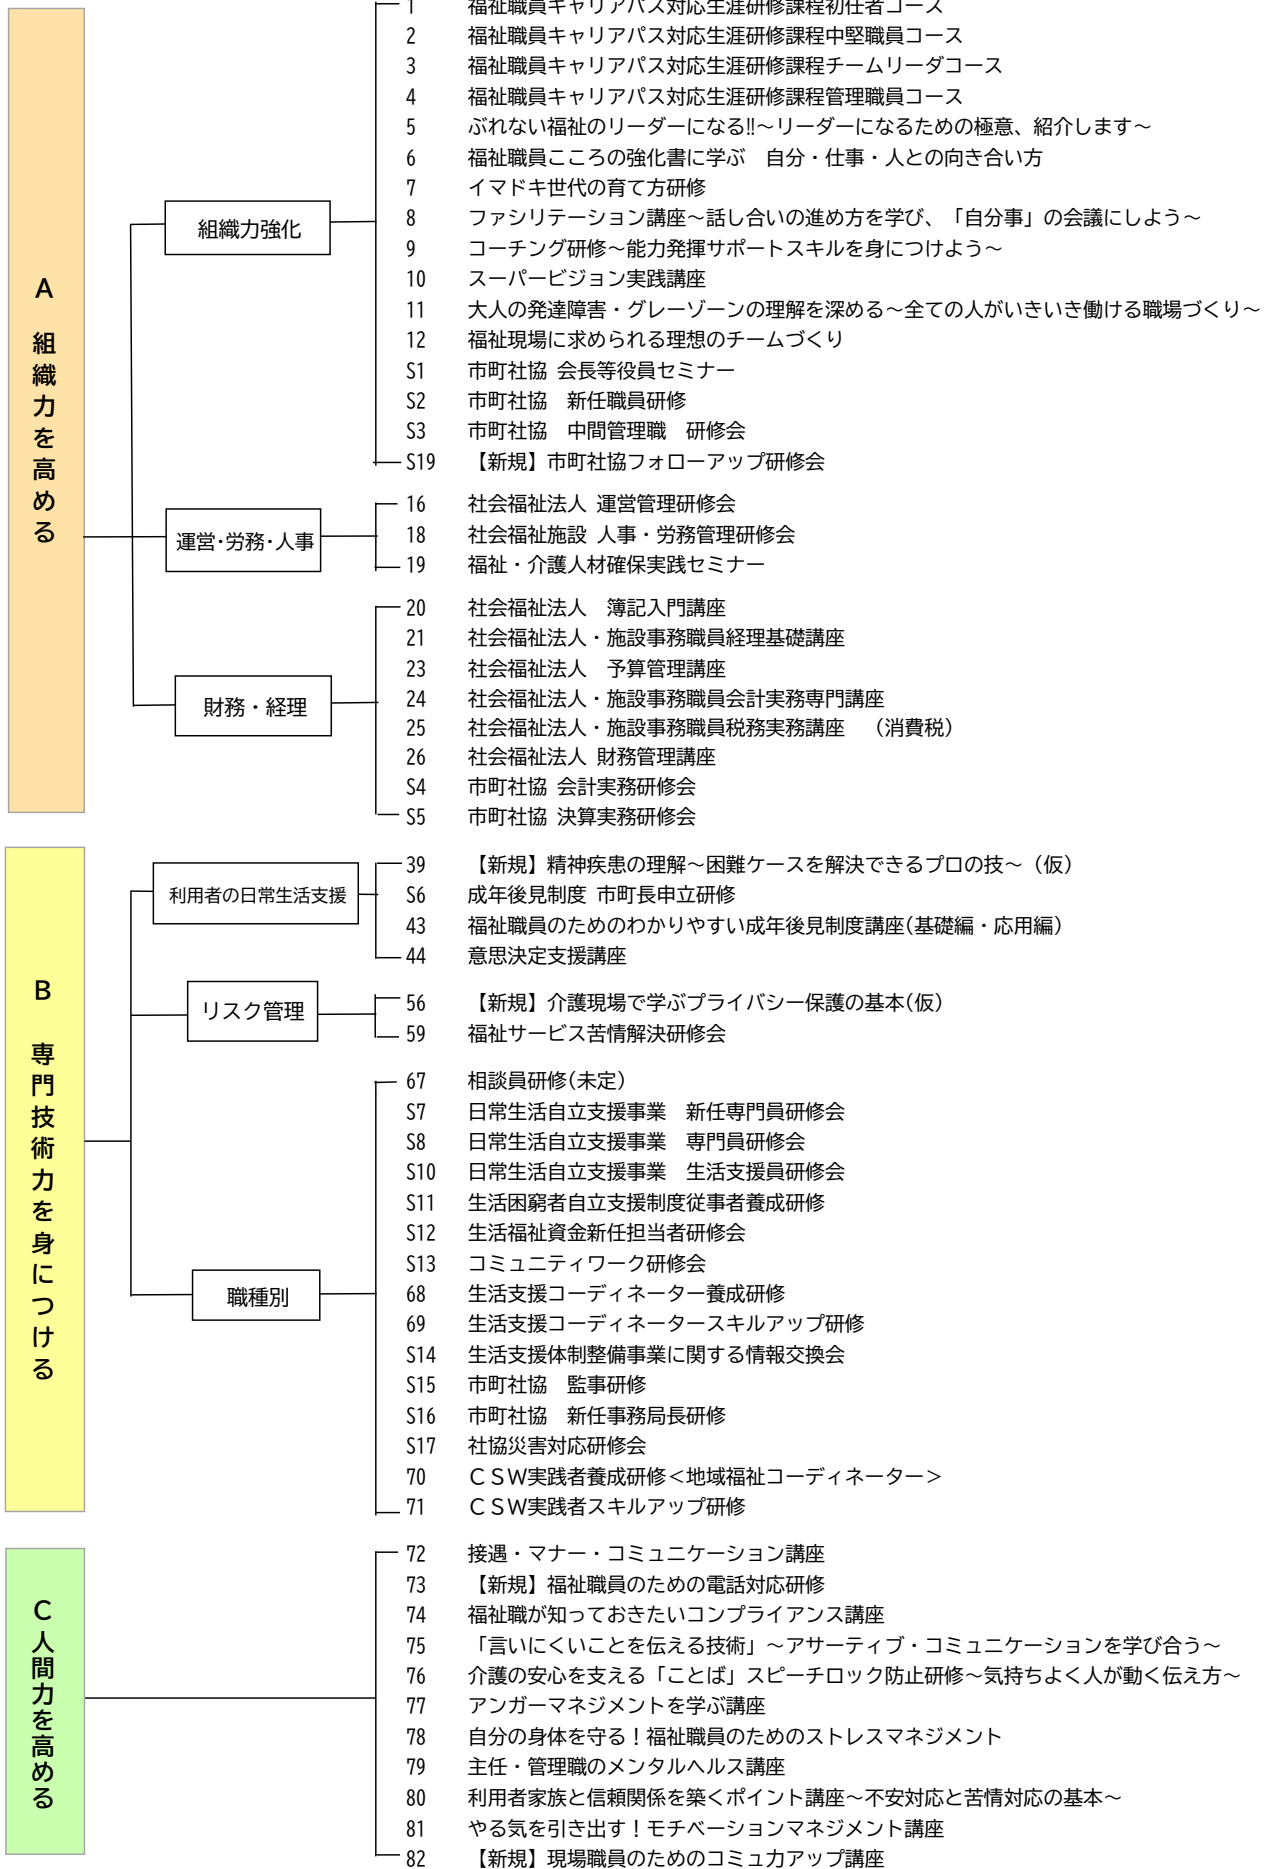 A 組織力を高める
組織力強化
1 福祉職員キャリアパス対応生涯研修課程初任者コース
2 福祉職員キャリアパス対応生涯研修課程中堅職員コース
3 福祉職員キャリアパス対応生涯研修課程チームリーダコース
4 福祉職員キャリアパス対応生涯研修課程管理職員コース
5 ぶれない福祉のリーダーになる!!～リーダーになるための極意、紹介します～
6 福祉職員こころの強化書に学ぶ　自分・仕事・人との向き合い方
7 イマドキ世代の育て方研修
8 ファシリテーション講座～話し合いの進め方を学び、「自分事」の会議にしよう～
9 コーチング研修～能力発揮サポートスキルを身につけよう～
10 スーパービジョン実践講座
11 大人の発達障害・グレーゾーンの理解を深める～全ての人がいきいき働ける職場づくり～
12 福祉現場に求められる理想のチームづくり
S1 市町社協 会長等役員セミナー
S2 市町社協　新任職員研修
S3 市町社協　中間管理職　研修会
S19 【新規】市町社協フォローアップ研修会
運営・労務・人事
16 社会福祉法人 運営管理研修会
18 社会福祉施設 人事・労務管理研修会
19 福祉・介護人材確保実践セミナー
財務・経理
20 社会福祉法人　簿記入門講座
21 社会福祉法人・施設事務職員経理基礎講座
23 社会福祉法人　予算管理講座
24 社会福祉法人・施設事務職員会計実務専門講座
25 社会福祉法人・施設事務職員税務実務講座　（消費税）
26 社会福祉法人 財務管理講座
S4 市町社協 会計実務研修会
S5 市町社協 決算実務研修会
B 専門技術力を身につける
利用者の日常生活支援
39 【新規】精神疾患の理解～困難ケースを解決できるプロの技～（仮）
S6 成年後見制度 市町長申立研修
43 福祉職員のためのわかりやすい成年後見制度講座(基礎編・応用編)
44 意思決定支援講座
リスク管理
56 【新規】介護現場で学ぶプライバシー保護の基本(仮)
59 福祉サービス苦情解決研修会
職種別
67 相談員研修(未定)
S7 日常生活自立支援事業　新任専門員研修会
S8 日常生活自立支援事業　専門員研修会
S10 日常生活自立支援事業　生活支援員研修会
S11 生活困窮者自立支援制度従事者養成研修
S12 生活福祉資金新任担当者研修会
S13 コミュニティワーク研修会
68 生活支援コーディネーター養成研修
69 生活支援コーディネータースキルアップ研修
S14 生活支援体制整備事業に関する情報交換会
S15 市町社協　監事研修
S16 市町社協　新任事務局長研修
S17 社協災害対応研修会
70 ＣＳＷ実践者養成研修＜地域福祉コーディネーター＞
71 ＣＳＷ実践者スキルアップ研修
C 人間力を高める
72 接遇・マナー・コミュニケーション講座
73 【新規】福祉職員のための電話対応研修
74 福祉職が知っておきたいコンプライアンス講座
75 「言いにくいことを伝える技術」～アサーティブ・コミュニケーションを学び合う～
76 介護の安心を支える「ことば」スピーチロック防止研修～気持ちよく人が動く伝え方～
77 アンガーマネジメントを学ぶ講座
78 自分の身体を守る！福祉職員のためのストレスマネジメント
79 主任・管理職のメンタルヘルス講座
80 利用者家族と信頼関係を築くポイント講座～不安対応と苦情対応の基本～
81 やる気を引き出す！モチベーションマネジメント講座
82 【新規】現場職員のためのコミュ力アップ講座